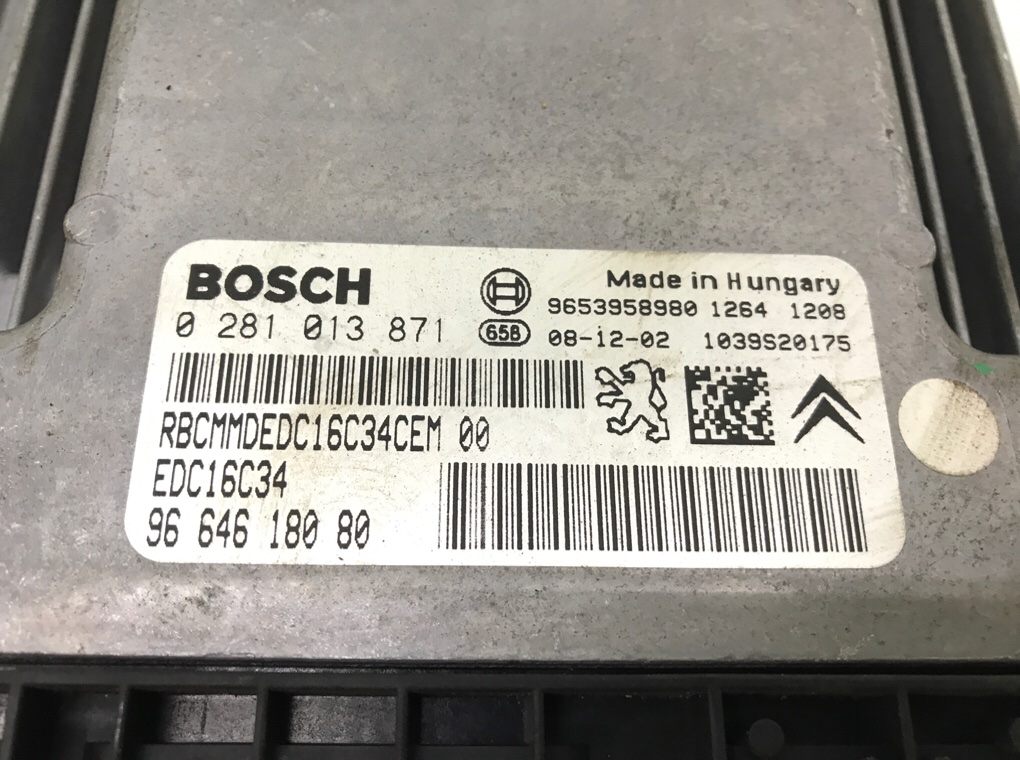 BOSCH
Made in Hungary
9653958980 1264 1208
0 281 013 871
65B 08-12-02 1039S20175
RBCMMDEDC16C34CEM 00
EDC16C34
96 646 180 80